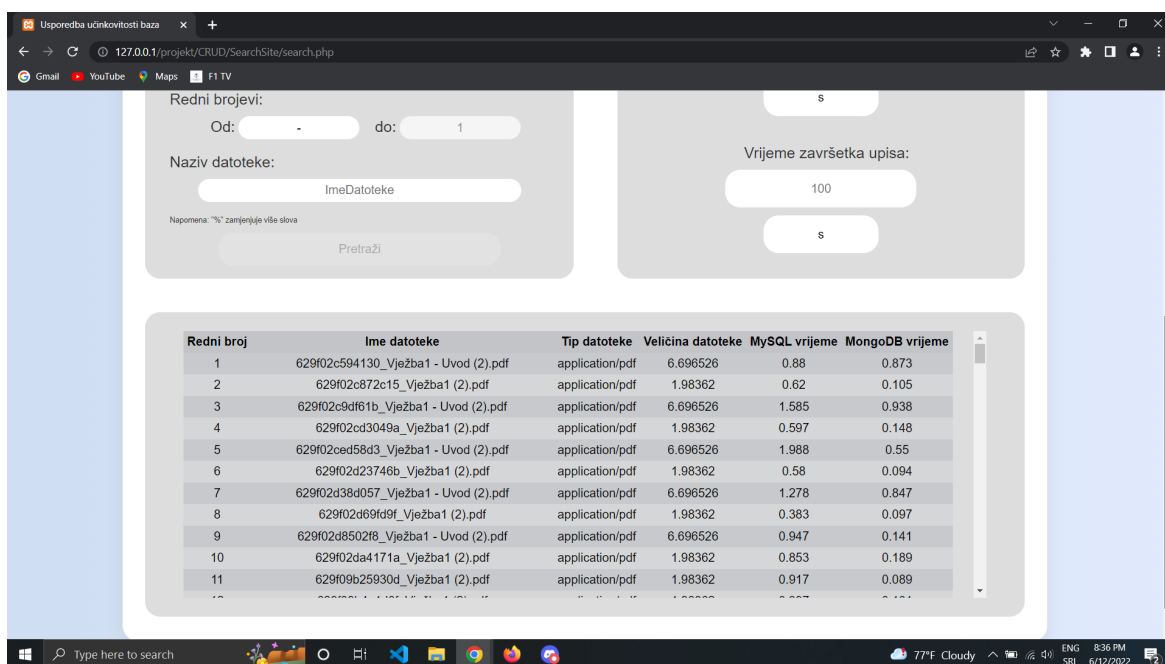 Usporedba učinkovitosti baza
127.0.0.1/projekt/CRUD/SearchSite/search.php
Gmail YouTube Maps F1 TV
Redni brojevi:
Od: - do: 1
Naziv datoteke:
ImeDatoteke
Napomena: "%" zamjenjuje više slova
Pretraži
s
Vrijeme završetka upisa:
100
s
Redni broj Ime datoteke Tip datoteke Veličina datoteke MySQL vrijeme MongoDB vrijeme
1 629f02c594130_Vježba1 - Uvod (2).pdf application/pdf 6.696526 0.88 0.873
2 629f02c872c15_Vježba1 (2).pdf application/pdf 1.98362 0.62 0.105
3 629f02c9df61b_Vježba1 - Uvod (2).pdf application/pdf 6.696526 1.585 0.938
4 629f02cd3049a_Vježba1 (2).pdf application/pdf 1.98362 0.597 0.148
5 629f02ced58d3_Vježba1 - Uvod (2).pdf application/pdf 6.696526 1.988 0.55
6 629f02d23746b_Vježba1 (2).pdf application/pdf 1.98362 0.58 0.094
7 629f02d38d057_Vježba1 - Uvod (2).pdf application/pdf 6.696526 1.278 0.847
8 629f02d69fd9f_Vježba1 (2).pdf application/pdf 1.98362 0.383 0.097
9 629f02d8502f8_Vježba1 - Uvod (2).pdf application/pdf 6.696526 0.947 0.141
10 629f02da4171a_Vježba1 (2).pdf application/pdf 1.98362 0.853 0.189
11 629f09b25930d_Vježba1 (2).pdf application/pdf 1.98362 0.917 0.089
Type here to search
77°F Cloudy
ENG 8:36 PM
SRL 6/12/2022